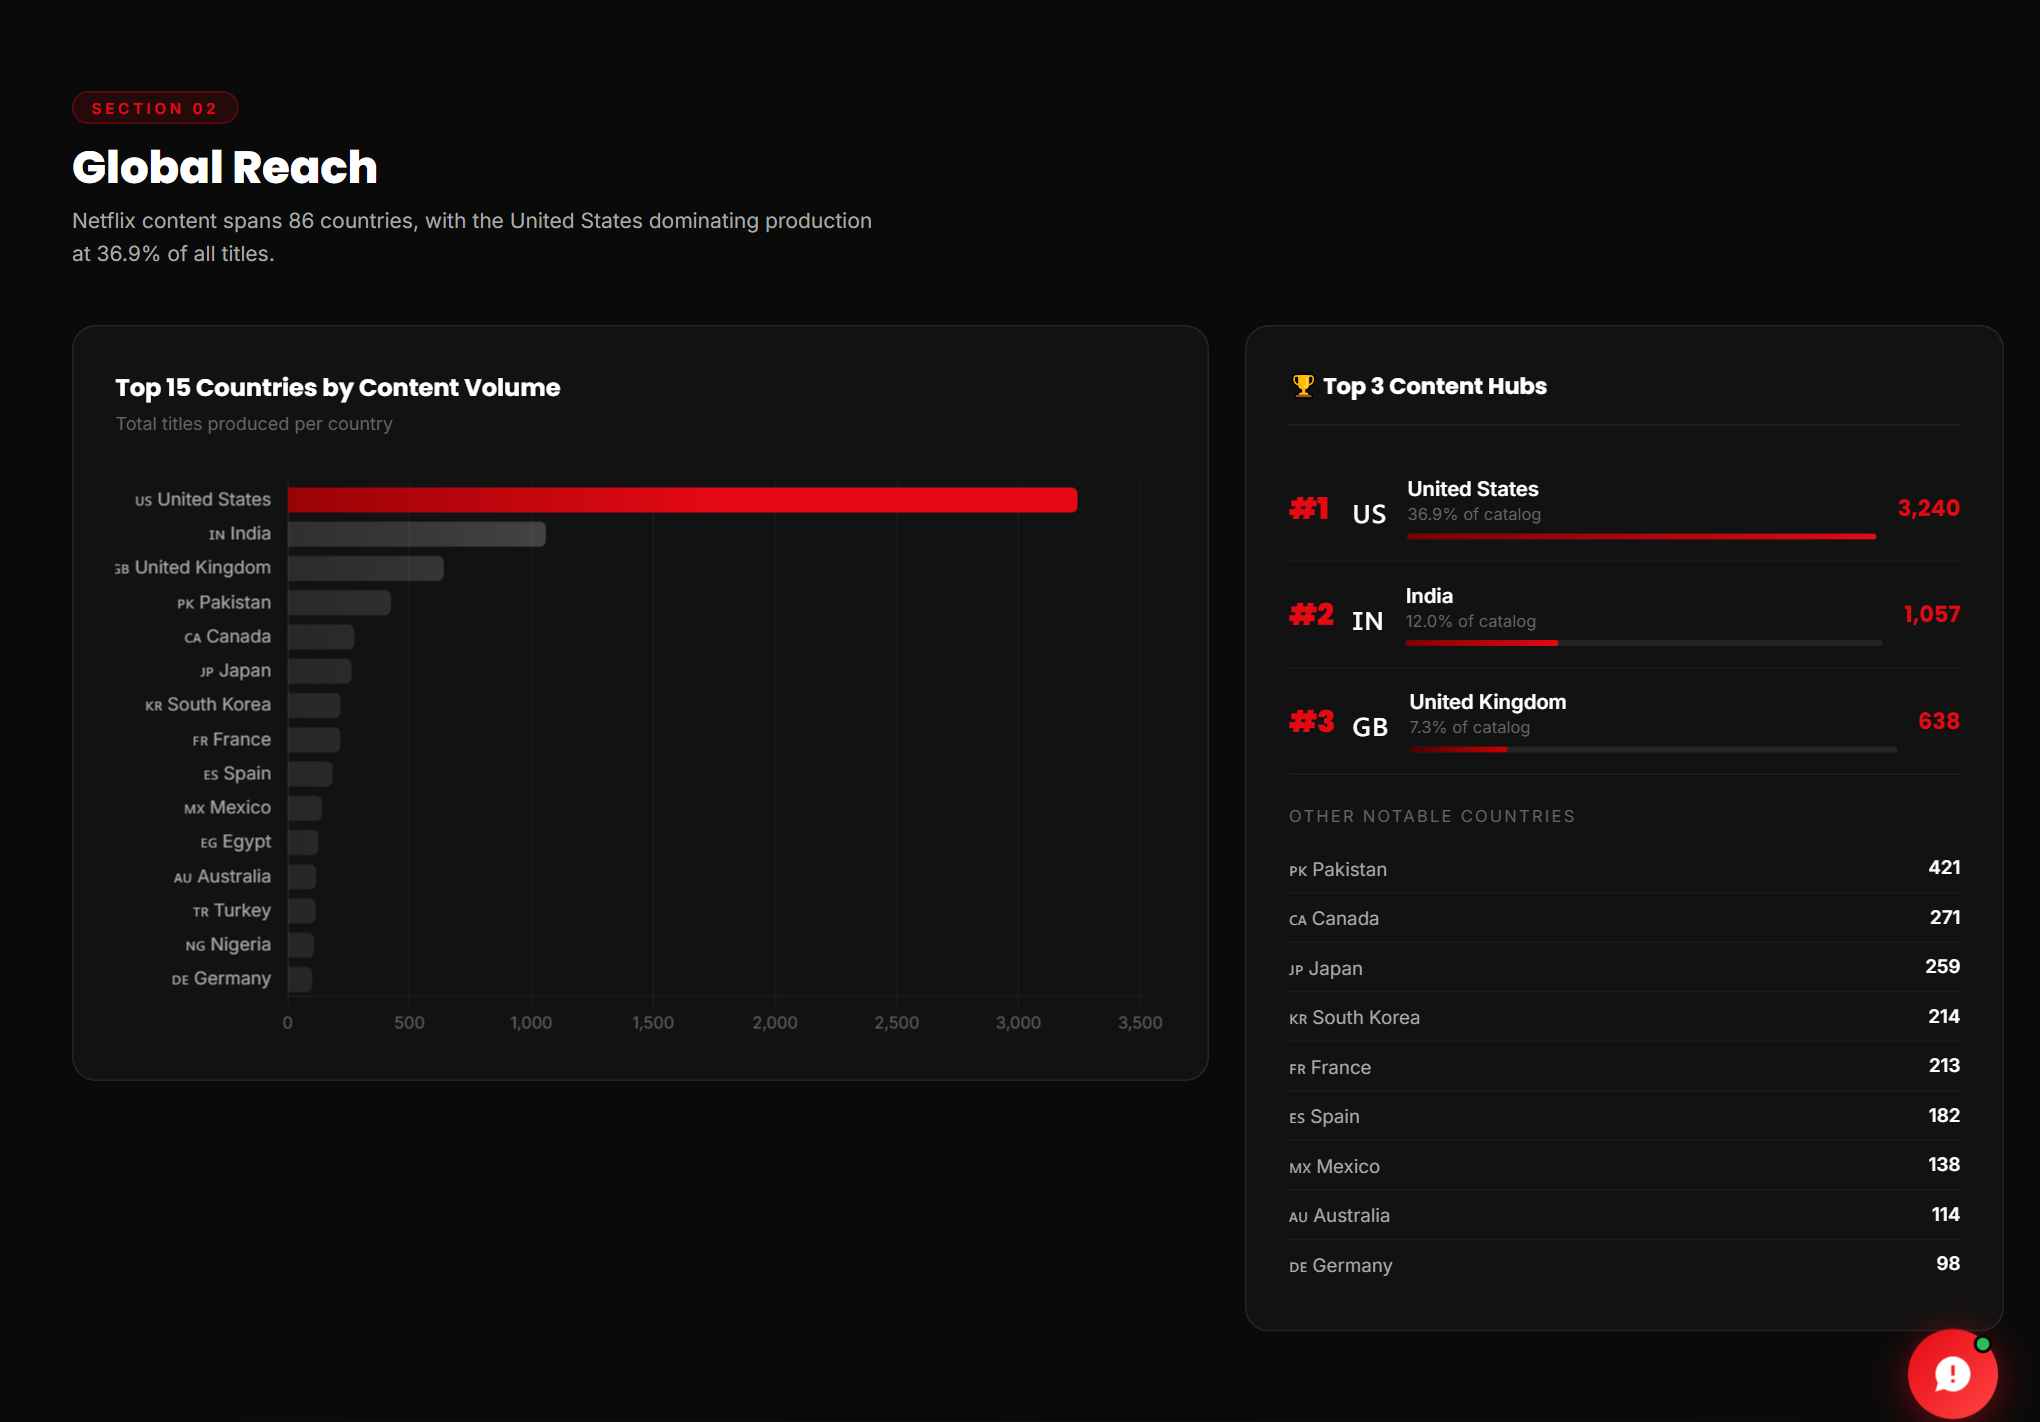 SECTION 02
Global Reach
Netflix content spans 86 countries, with the United States dominating production
at 36.9% of all titles.
Top 15 Countries by Content Volume
Total titles produced per country
US United States
IN India
GB United Kingdom
PK Pakistan
CA Canada
JP Japan
KR South Korea
FR France
ES Spain
MX Mexico
EG Egypt
AU Australia
TR Turkey
NG Nigeria
DE Germany
0 500 1,000 1,500 2,000 2,500 3,000 3,500
🏆 Top 3 Content Hubs
#1 US United States 3,240
36.9% of catalog
#2 IN India 1,057
12.0% of catalog
#3 GB United Kingdom 638
7.3% of catalog
OTHER NOTABLE COUNTRIES
PK Pakistan 421
CA Canada 271
JP Japan 259
KR South Korea 214
FR France 213
ES Spain 182
MX Mexico 138
AU Australia 114
DE Germany 98